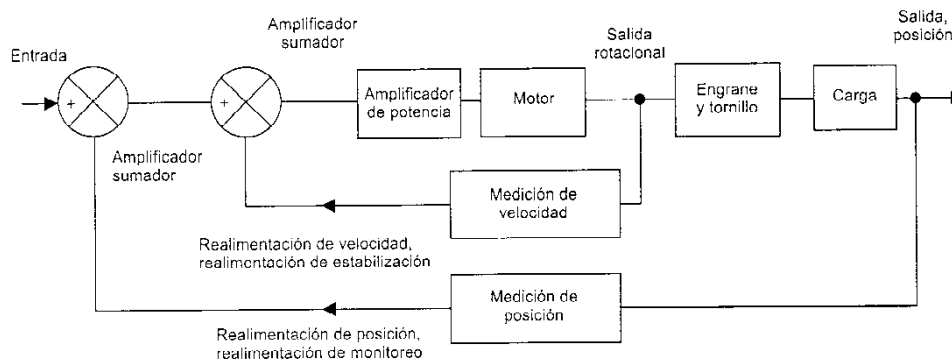 Entrada
+
Amplificador
sumador
Amplificador
sumador
+
Amplificador
de potencia
Motor
Salida
rotacional
Engrane
y tornillo
Carga
Salida,
posición
Medición de
velocidad
Realimentación de velocidad,
realimentación de estabilización
Medición de
posición
Realimentación de posición,
realimentación de monitoreo